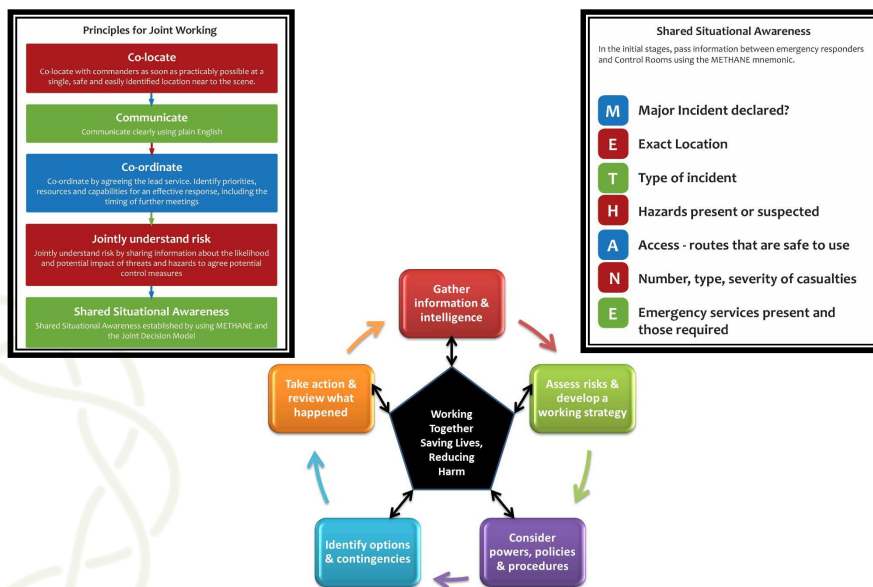 Principles for Joint Working
Co-locate
Co-locate with commanders as soon as practicably possible at a
single, safe and easily identified location near to the scene.
Communicate
Communicate clearly using plain English
Co-ordinate
Co-ordinate by agreeing the lead service. Identify priorities,
resources and capabilities for an effective response, including the
timing of further meetings
Jointly understand risk
Jointly understand risk by sharing information about the likelihood
and potential impact of threats and hazards to agree potential
control measures
Shared Situational Awareness
Shared Situational Awareness established by using METHANE and
the Joint Decision Model
Shared Situational Awareness
In the initial stages, pass information between emergency responders
and Control Rooms using the METHANE mnemonic.
M Major Incident declared?
E Exact Location
T Type of incident
H Hazards present or suspected
A Access - routes that are safe to use
N Number, type, severity of casualties
E Emergency services present and
those required
Gather
information &
intelligence
Assess risks &
develop a
working strategy
Consider
powers, policies
& procedures
Identify options
& contingencies
Take action &
review what
happened
Working
Together
Saving Lives,
Reducing
Harm